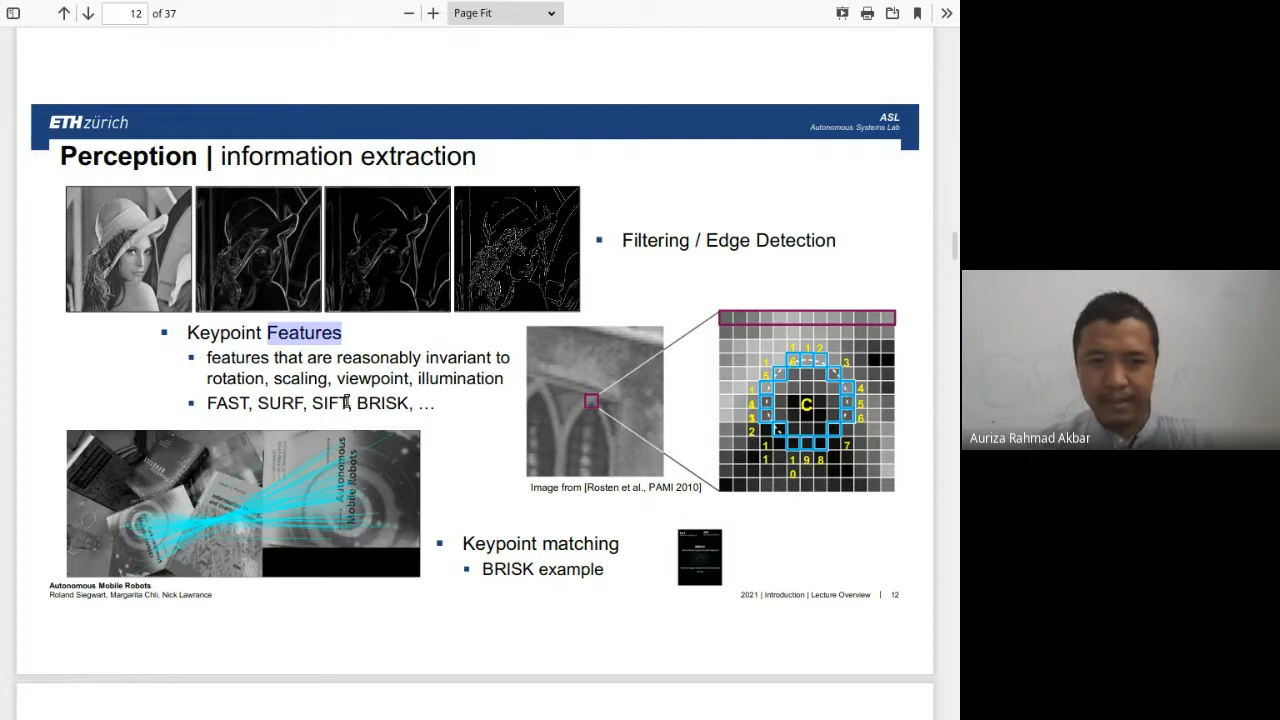 12 of 37
Page Fit
ETH zürich
ASL
Autonomous Systems Lab
Perception | information extraction
Filtering / Edge Detection
Keypoint Features
features that are reasonably invariant to
rotation, scaling, viewpoint, illumination
FAST, SURF, SIFT, BRISK, …
C
Image from [Rosten et al., PAMI 2010]
Autonomous
Mobile Robots
Keypoint matching
BRISK example
Autonomous Mobile Robots
Roland Siegwart, Margarita Chli, Nick Lawrance
2021 | Introduction | Lecture Overview | 12
Auriza Rahmad Akbar